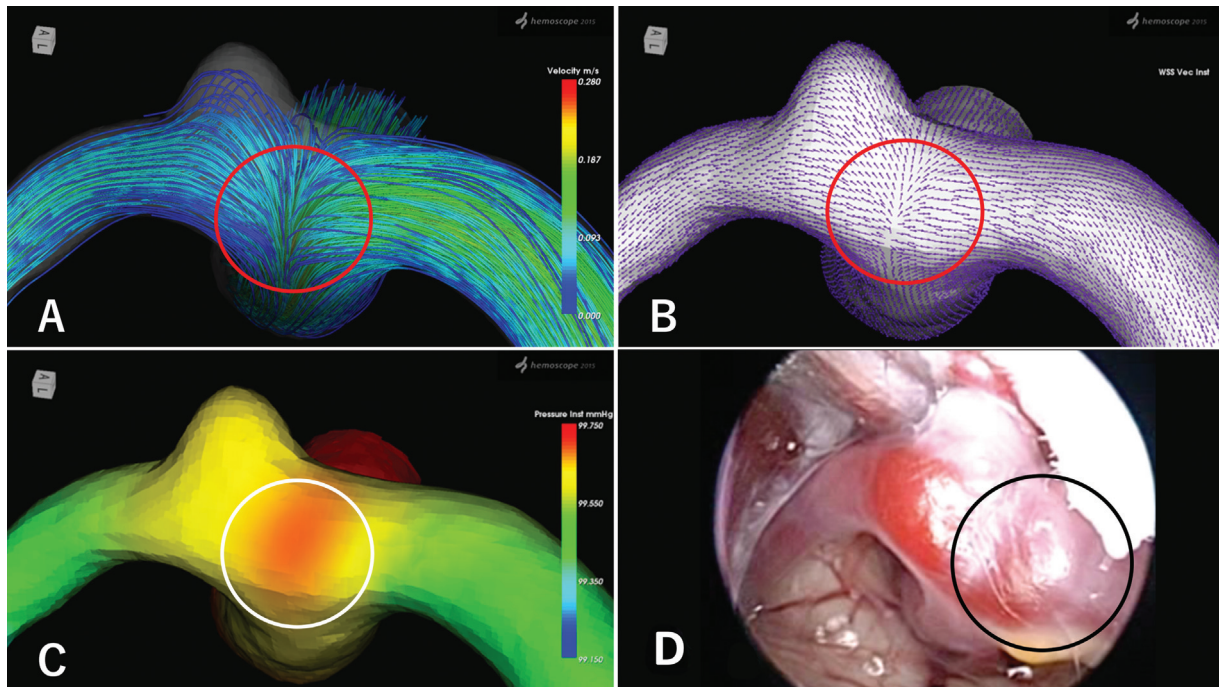 A L
hemoscope 2015
Velocity m/s
0.280
0.187
0.093
0.000
A
A L
hemoscope 2015
WSS Vec Inst
B
A L
hemoscope 2015
Pressure Inst mmHg
99.750
99.550
99.350
99.150
C
D